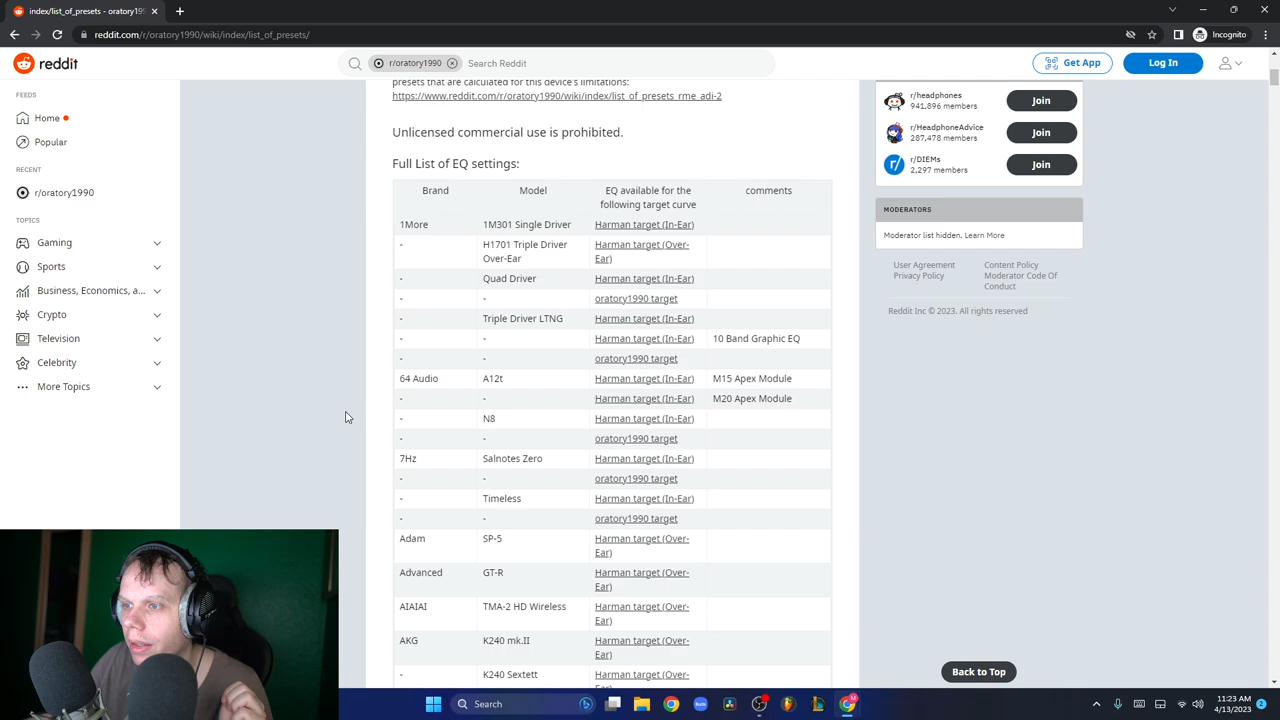 index/list_of_presets - oratory1
reddit.com/r/oratory1990/wiki/index/list_of_presets/
Incognito
reddit
r/oratory1990
Search Reddit
Get App
Log In
FEEDS
Home
Popular
RECENT
r/oratory1990
TOPICS
Gaming
Sports
Business, Economics, a...
Crypto
Television
Celebrity
More Topics
presets that are calculated for this device's limitations:
https://www.reddit.com/r/oratory1990/wiki/index/list_of_presets_rme_adi-2
Unlicensed commercial use is prohibited.
Full List of EQ settings:
Brand Model EQ available for the comments
following target curve
1More 1M301 Single Driver Harman target (In-Ear)
- H1701 Triple Driver Harman target (Over-
Over-Ear Ear)
- Quad Driver Harman target (In-Ear)
- - oratory1990 target
- Triple Driver LTNG Harman target (In-Ear)
- - Harman target (In-Ear) 10 Band Graphic EQ
- - oratory1990 target
64 Audio A12t Harman target (In-Ear) M15 Apex Module
- - Harman target (In-Ear) M20 Apex Module
- N8 Harman target (In-Ear)
- - oratory1990 target
7Hz Salnotes Zero Harman target (In-Ear)
- - oratory1990 target
- Timeless Harman target (In-Ear)
- - oratory1990 target
Adam SP-5 Harman target (Over-
Ear)
Advanced GT-R Harman target (Over-
Ear)
AIAIAI TMA-2 HD Wireless Harman target (Over-
Ear)
AKG K240 mk.II Harman target (Over-
Ear)
- K240 Sextett Harman target (Over-
r/headphones
941,896 members
Join
r/HeadphoneAdvice
287,478 members
Join
r/DIEMs
2,297 members
Join
MODERATORS
Moderator list hidden. Learn More
User Agreement Content Policy
Privacy Policy Moderator Code Of
Conduct
Reddit Inc © 2023. All rights reserved
Back to Top
Search
11:23 AM
4/13/2023
2